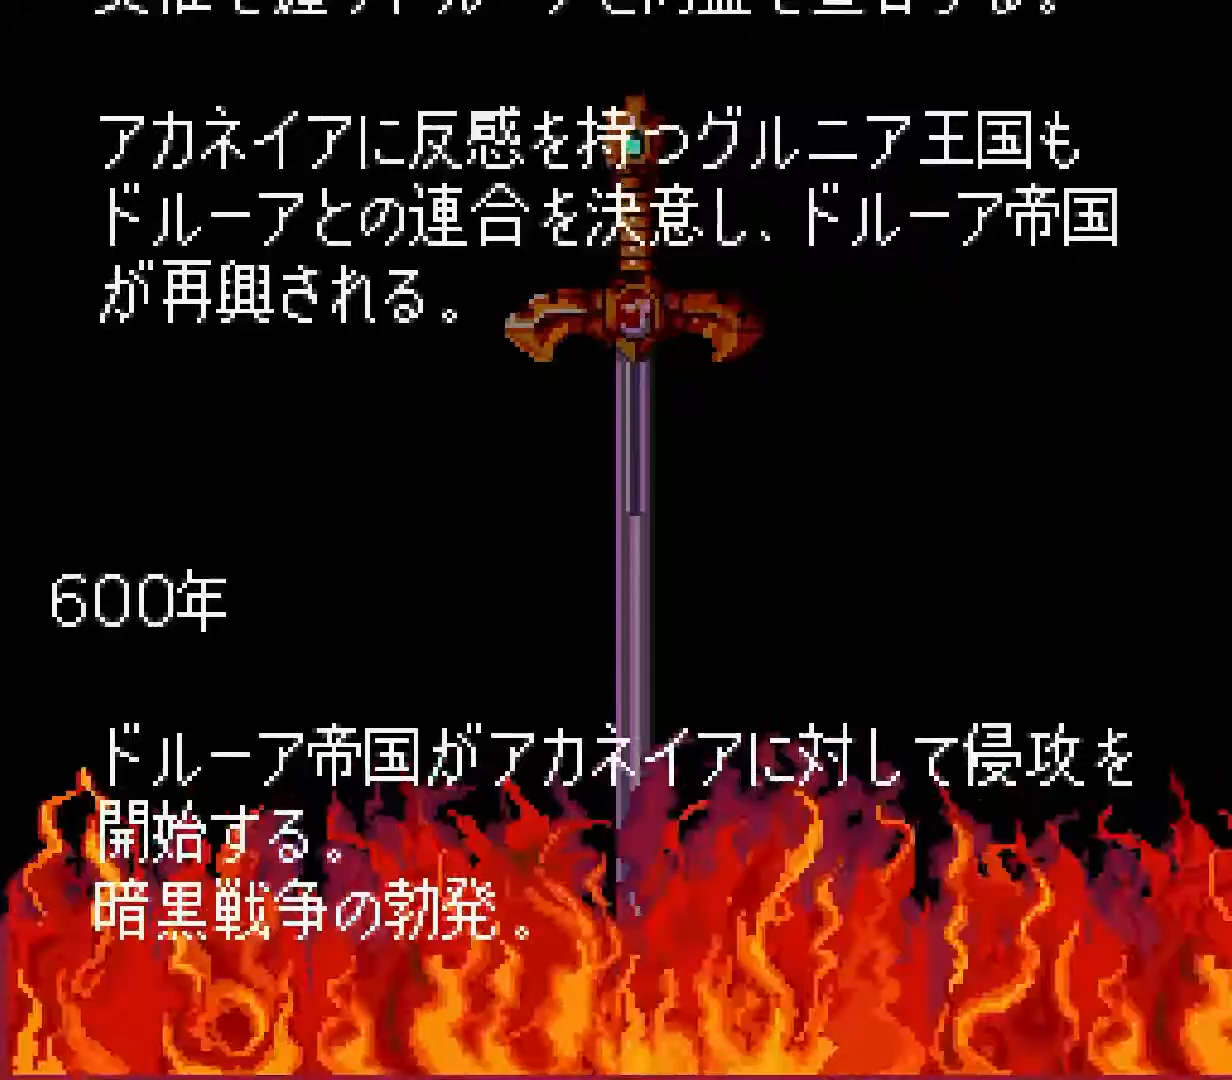 アカネイアに反感を持つグルニア王国も
ドルーアとの連合を決意し、ドルーア帝国
が再興される。
600年
ドルーア帝国がアカネイアに対して侵攻を
開始する。
暗黒戦争の勃発。